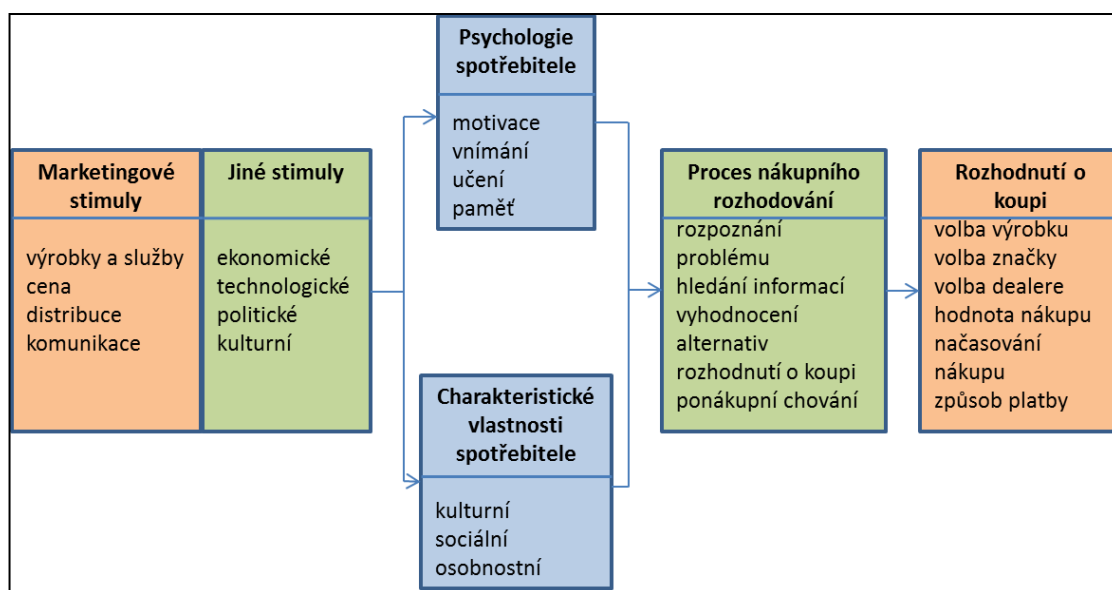 Psychologie
spotřebitele
motivace
vnímání
učení
paměť
Marketingové
stimuly
výrobky a služby
cena
distribuce
komunikace
Jiné stimuly
ekonomické
technologické
politické
kulturní
Charakteristické
vlastnosti
spotřebitele
kulturní
sociální
osobnostní
Proces nákupního
rozhodování
rozpoznání
problému
hledání informací
vyhodnocení
alternativ
rozhodnutí o koupi
ponákupní chování
Rozhodnutí o
koupi
volba výrobku
volba značky
volba dealere
hodnota nákupu
načasování
nákupu
způsob platby